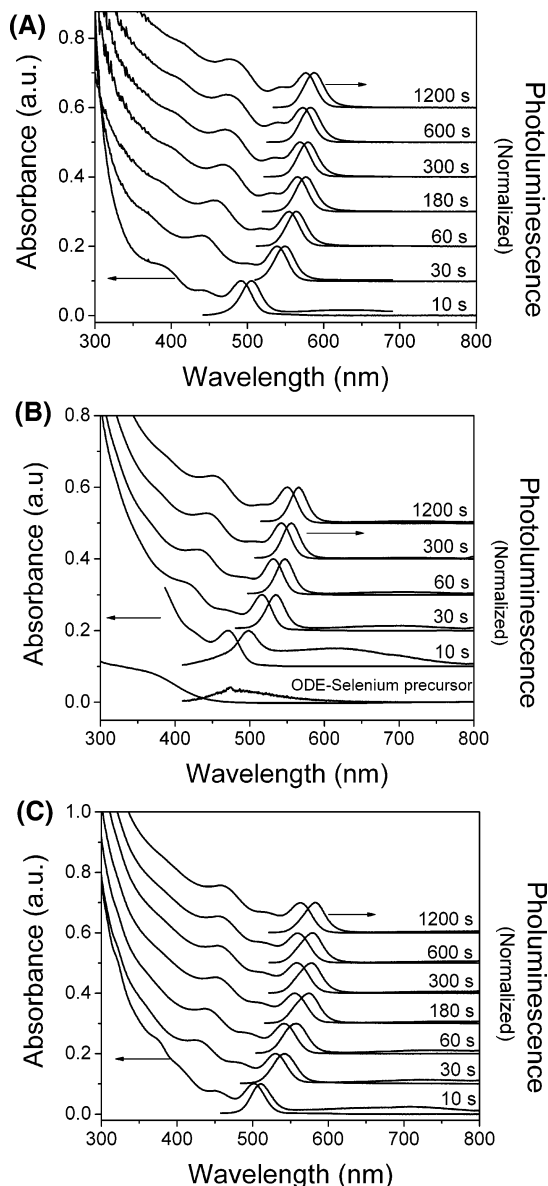 (A)
Absorbance (a.u.)
0.8
0.6
0.4
0.2
0.0
1200 s
600 s
300 s
180 s
60 s
30 s
10 s
300 400 500 600 700 800
Wavelength (nm)
Photoluminescence
(Normalized)
(B)
Absorbance (a.u)
0.8
0.6
0.4
0.2
0.0
1200 s
300 s
60 s
30 s
10 s
ODE-Selenium precursor
300 400 500 600 700 800
Wavelength (nm)
Photoluminescence
(Normalized)
(C)
Absorbance (a.u.)
1.0
0.8
0.6
0.4
0.2
0.0
1200 s
600 s
300 s
180 s
60 s
30 s
10 s
300 400 500 600 700 800
Wavelength (nm)
Pholuminescence
(Normalized)